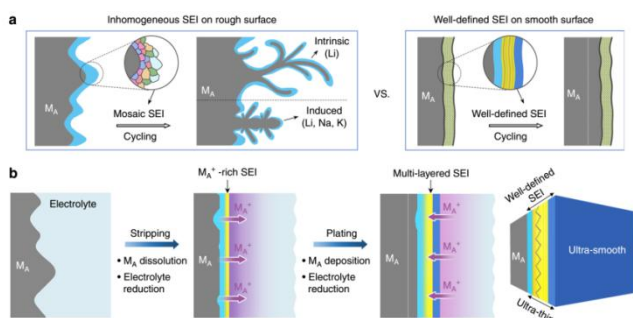 a
Inhomogeneous SEI on rough surface
Well-defined SEI on smooth surface
Intrinsic
(Li)
M_A
Mosaic SEI
Cycling
M_A
Induced
(Li, Na, K)
VS.
M_A
Well-defined SEI
Cycling
M_A
b
Electrolyte
M_A
Stripping
• M_A dissolution
• Electrolyte
reduction
M_A⁺-rich SEI
M_A
M_A⁺
M_A⁺
M_A⁺
Plating
• M_A deposition
• Electrolyte
reduction
Multi-layered SEI
M_A
M_A⁺
M_A⁺
M_A⁺
Well-defined
SEI
M_A
Ultra-smooth